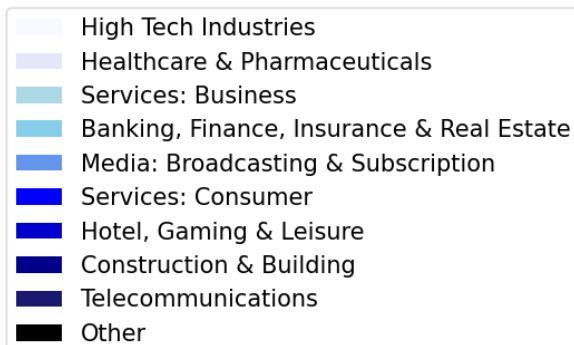 High Tech Industries
Healthcare & Pharmaceuticals
Services: Business
Banking, Finance, Insurance & Real Estate
Media: Broadcasting & Subscription
Services: Consumer
Hotel, Gaming & Leisure
Construction & Building
Telecommunications
Other